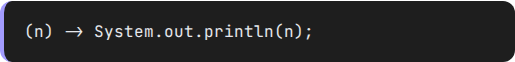 (n) -> System.out.println(n);